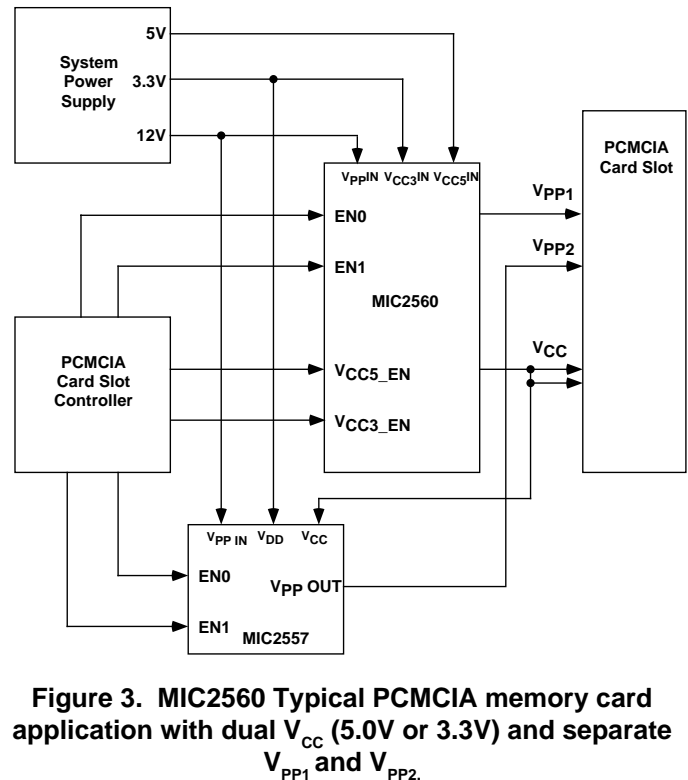 System
Power
Supply
5V
3.3V
12V
PCMCIA
Card Slot
VPPIN VCC3IN VCC5IN
EN0
EN1
MIC2560
VCC5_EN
VCC3_EN
VPP1
VPP2
VCC
PCMCIA
Card Slot
Controller
VPP IN VDD VCC
EN0
VPP OUT
EN1
MIC2557
Figure 3. MIC2560 Typical PCMCIA memory card
application with dual VCC (5.0V or 3.3V) and separate
VPP1 and VPP2.